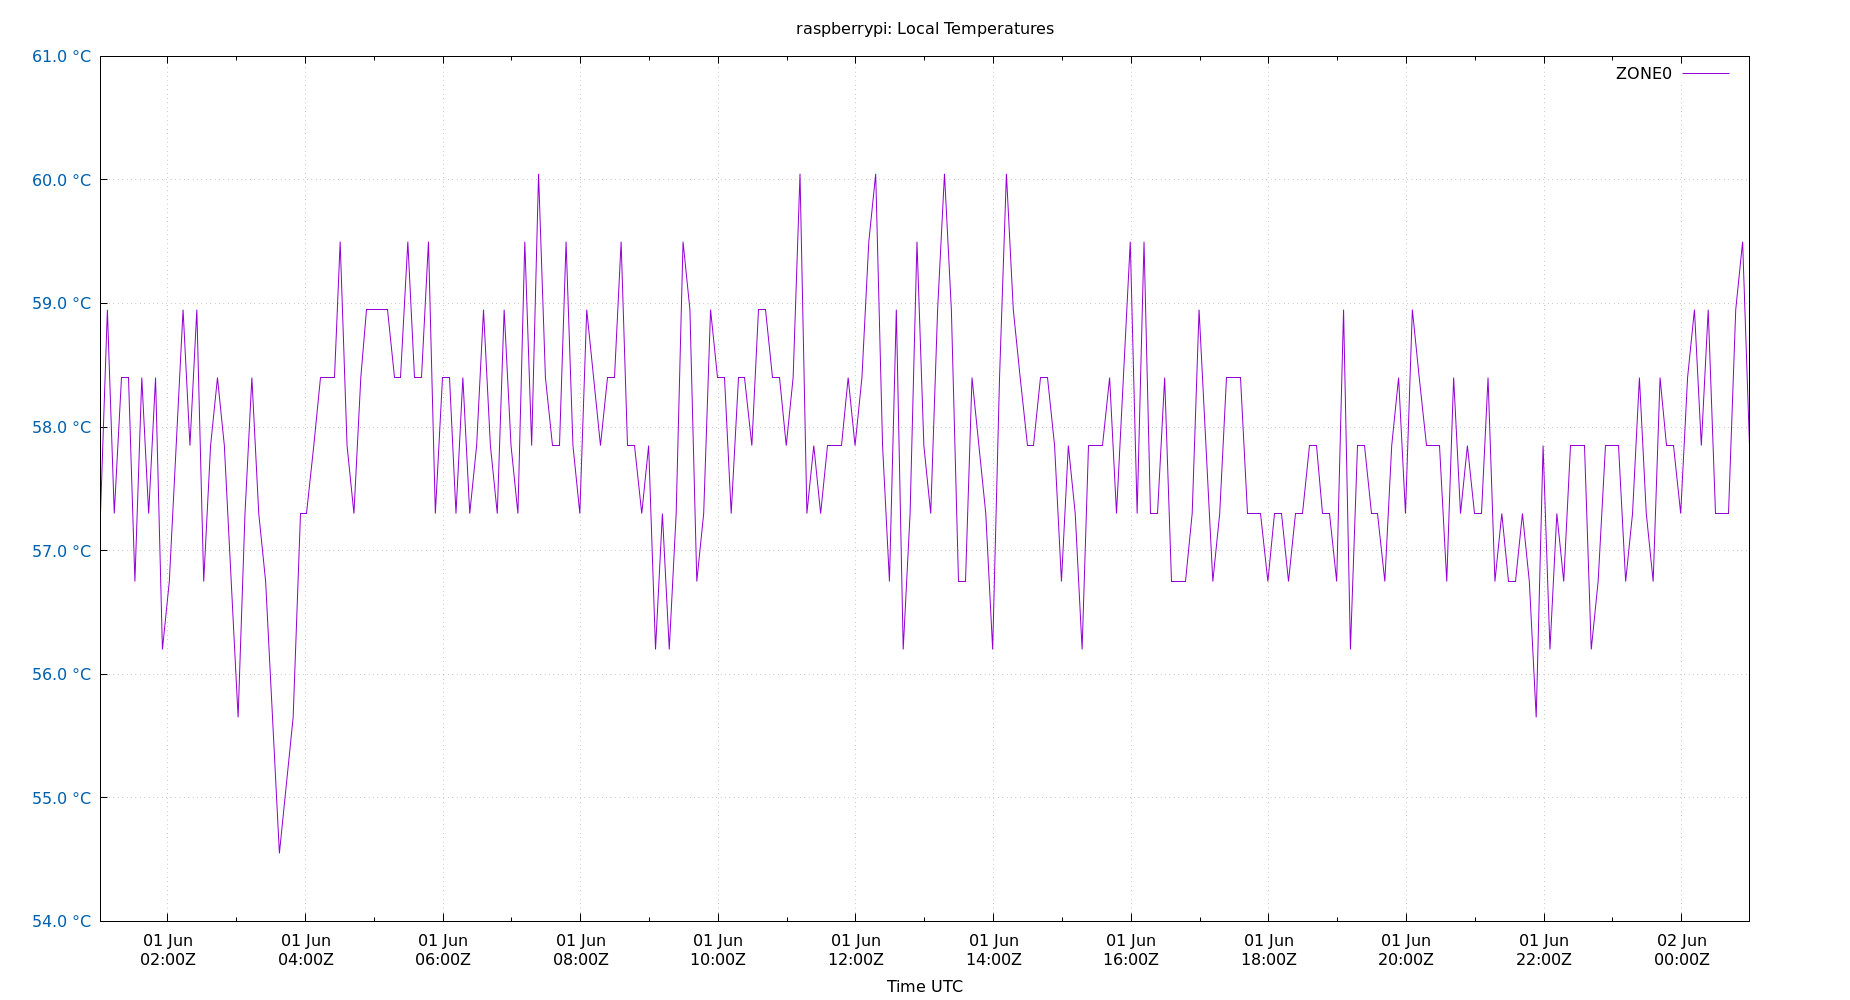 raspberrypi: Local Temperatures
61.0 °C
ZONE0
60.0 °C
59.0 °C
58.0 °C
57.0 °C
56.0 °C
55.0 °C
54.0 °C
01 Jun 01 Jun 01 Jun 01 Jun 01 Jun 01 Jun 01 Jun 01 Jun 01 Jun 01 Jun 01 Jun 02 Jun
02:00Z 04:00Z 06:00Z 08:00Z 10:00Z 12:00Z 14:00Z 16:00Z 18:00Z 20:00Z 22:00Z 00:00Z
Time UTC